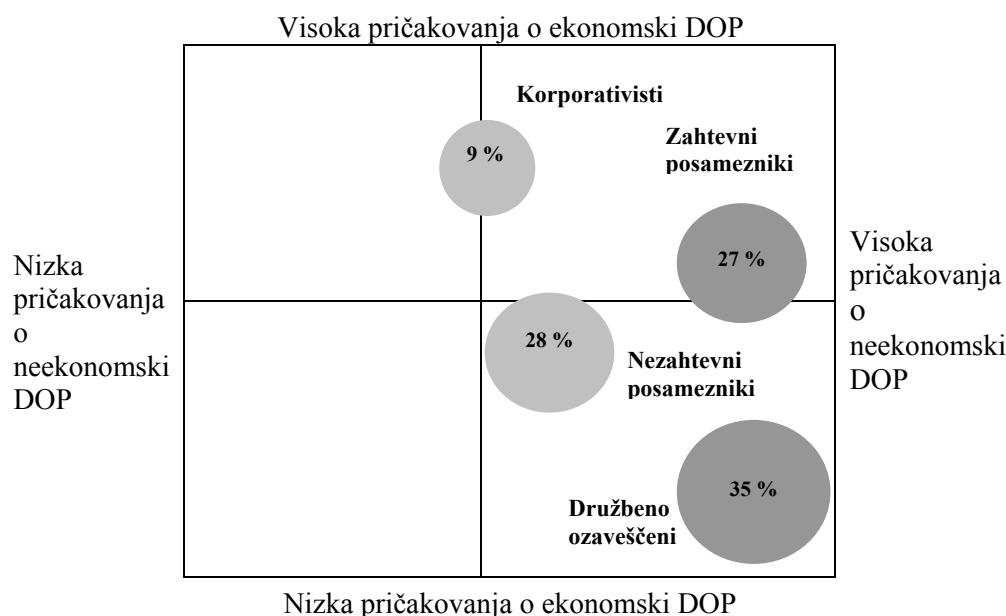 Visoka pričakovanja o ekonomski DOP
Korporativisti
9 %
Zahtevni
posamezniki
27 %
Nizka
pričakovanja
o
neekonomski
DOP
Visoka
pričakovanja
o
neekonomski
DOP
28 %
Nezahtevni
posamezniki
35 %
Družbeno
ozaveščeni
Nizka pričakovanja o ekonomski DOP